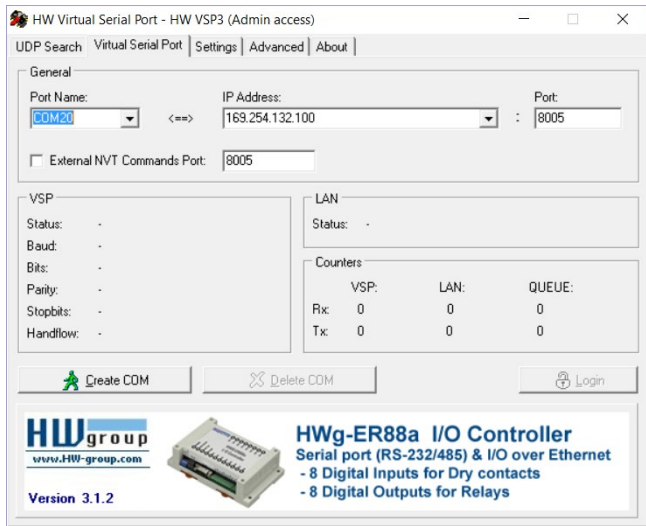 HW Virtual Serial Port - HW VSP3 (Admin access)
UDP Search Virtual Serial Port Settings Advanced About
General
Port Name: IP Address: Port:
COM20 <==> 169.254.132.100 : 8005
External NVT Commands Port: 8005
VSP
Status: -
Baud: -
Bits: -
Parity: -
Stopbits: -
Handflow: -
LAN
Status: -
Counters
VSP: LAN: QUEUE:
Rx: 0 0 0
Tx: 0 0 0
Create COM Delete COM Login
HWgroup
www.HW-group.com
Version 3.1.2
HWg-ER88a I/O Controller
Serial port (RS-232/485) & I/O over Ethernet
- 8 Digital Inputs for Dry contacts
- 8 Digital Outputs for Relays